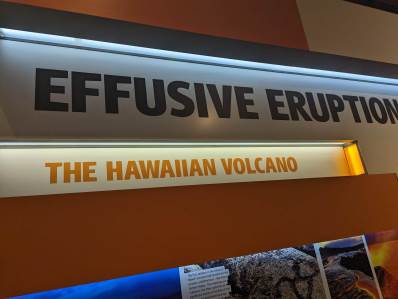 EFFUSIVE ERUPTION
THE HAWAIIAN VOLCANO